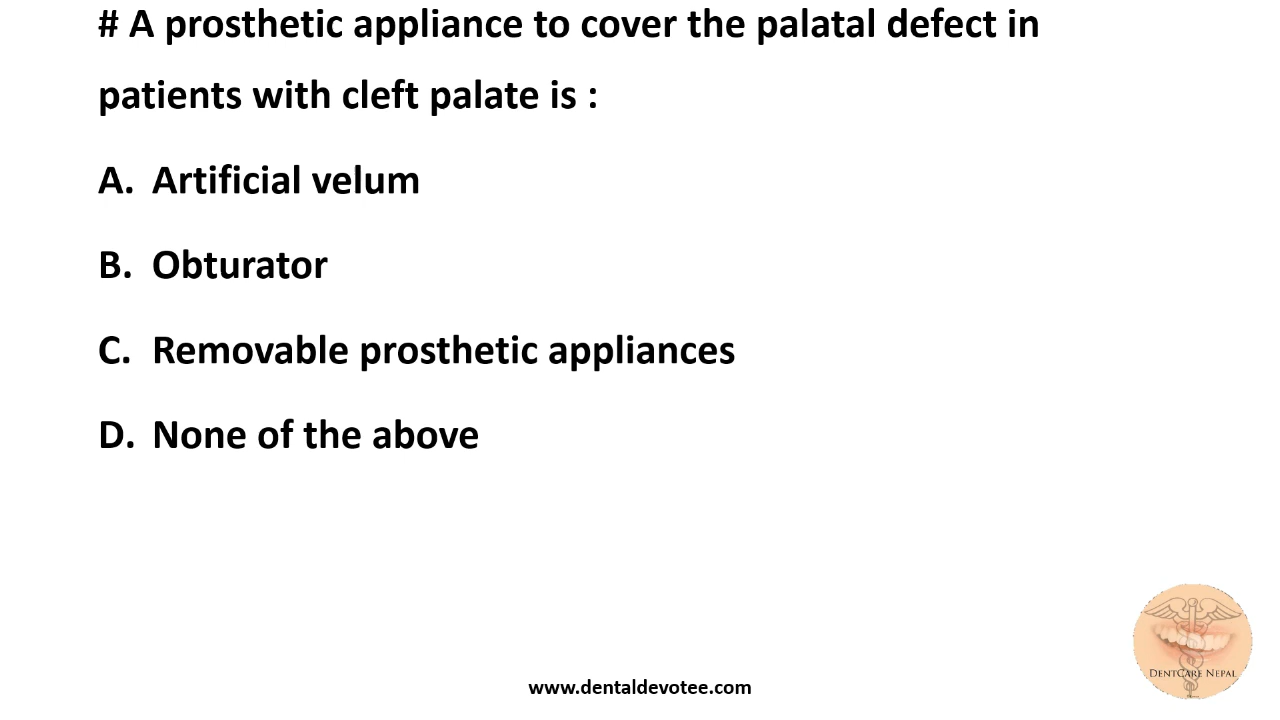 # A prosthetic appliance to cover the palatal defect in
patients with cleft palate is :
A. Artificial velum
B. Obturator
C. Removable prosthetic appliances
D. None of the above
DentCare Nepal
www.dentaldevotee.com